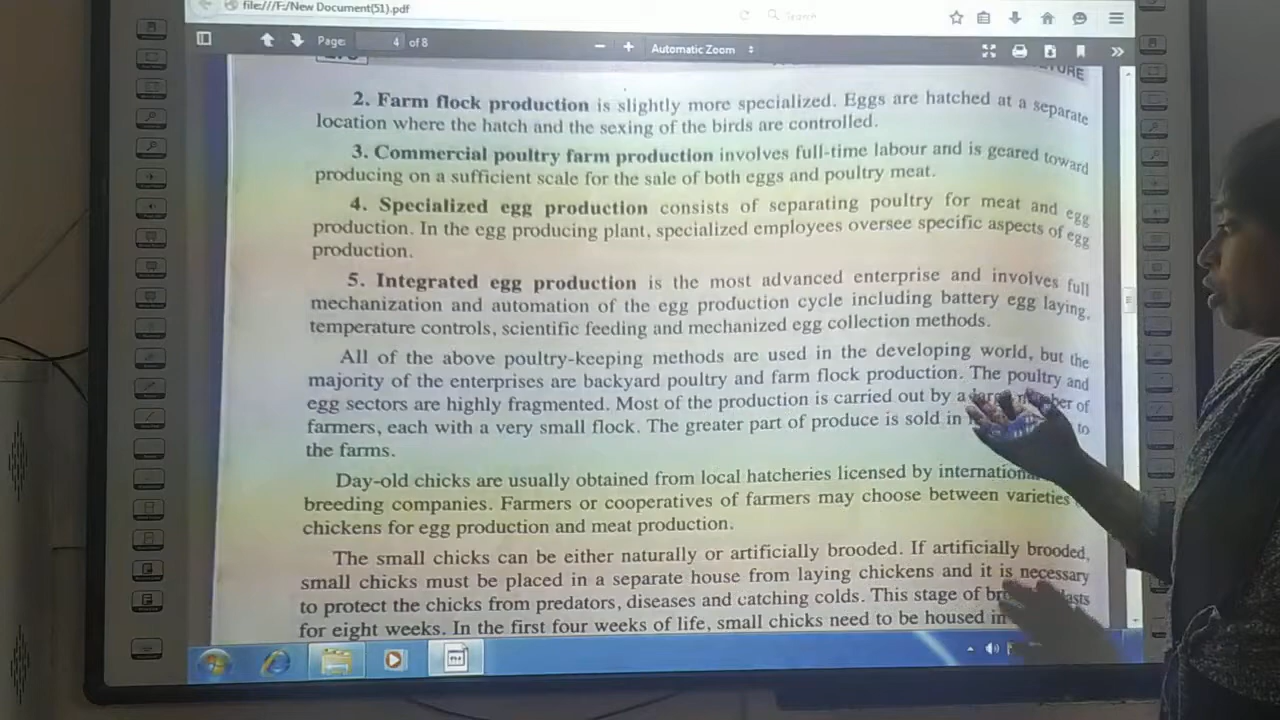 file:///F:/New Document(51).pdf
Search
Page: 4 of 8
Automatic Zoom
TURE
2. Farm flock production is slightly more specialized. Eggs are hatched at a separate
location where the hatch and the sexing of the birds are controlled.
3. Commercial poultry farm production involves full-time labour and is geared toward
producing on a sufficient scale for the sale of both eggs and poultry meat.
4. Specialized egg production consists of separating poultry for meat and egg
production. In the egg producing plant, specialized employees oversee specific aspects of egg
production.
5. Integrated egg production is the most advanced enterprise and involves full
mechanization and automation of the egg production cycle including battery egg laying,
temperature controls, scientific feeding and mechanized egg collection methods.
All of the above poultry-keeping methods are used in the developing world, but the
majority of the enterprises are backyard poultry and farm flock production. The poultry and
egg sectors are highly fragmented. Most of the production is carried out by a large number of
farmers, each with a very small flock. The greater part of produce is sold in to
the farms.
Day-old chicks are usually obtained from local hatcheries licensed by
breeding companies. Farmers or cooperatives of farmers may choose between varieties
chickens for egg production and meat production.
The small chicks can be either naturally or artificially brooded. If artificially brooded,
small chicks must be placed in a separate house from laying chickens and it is necessary
to protect the chicks from predators, diseases and catching colds. This stage of lasts
for eight weeks. In the first four weeks of life, small chicks need to be housed in